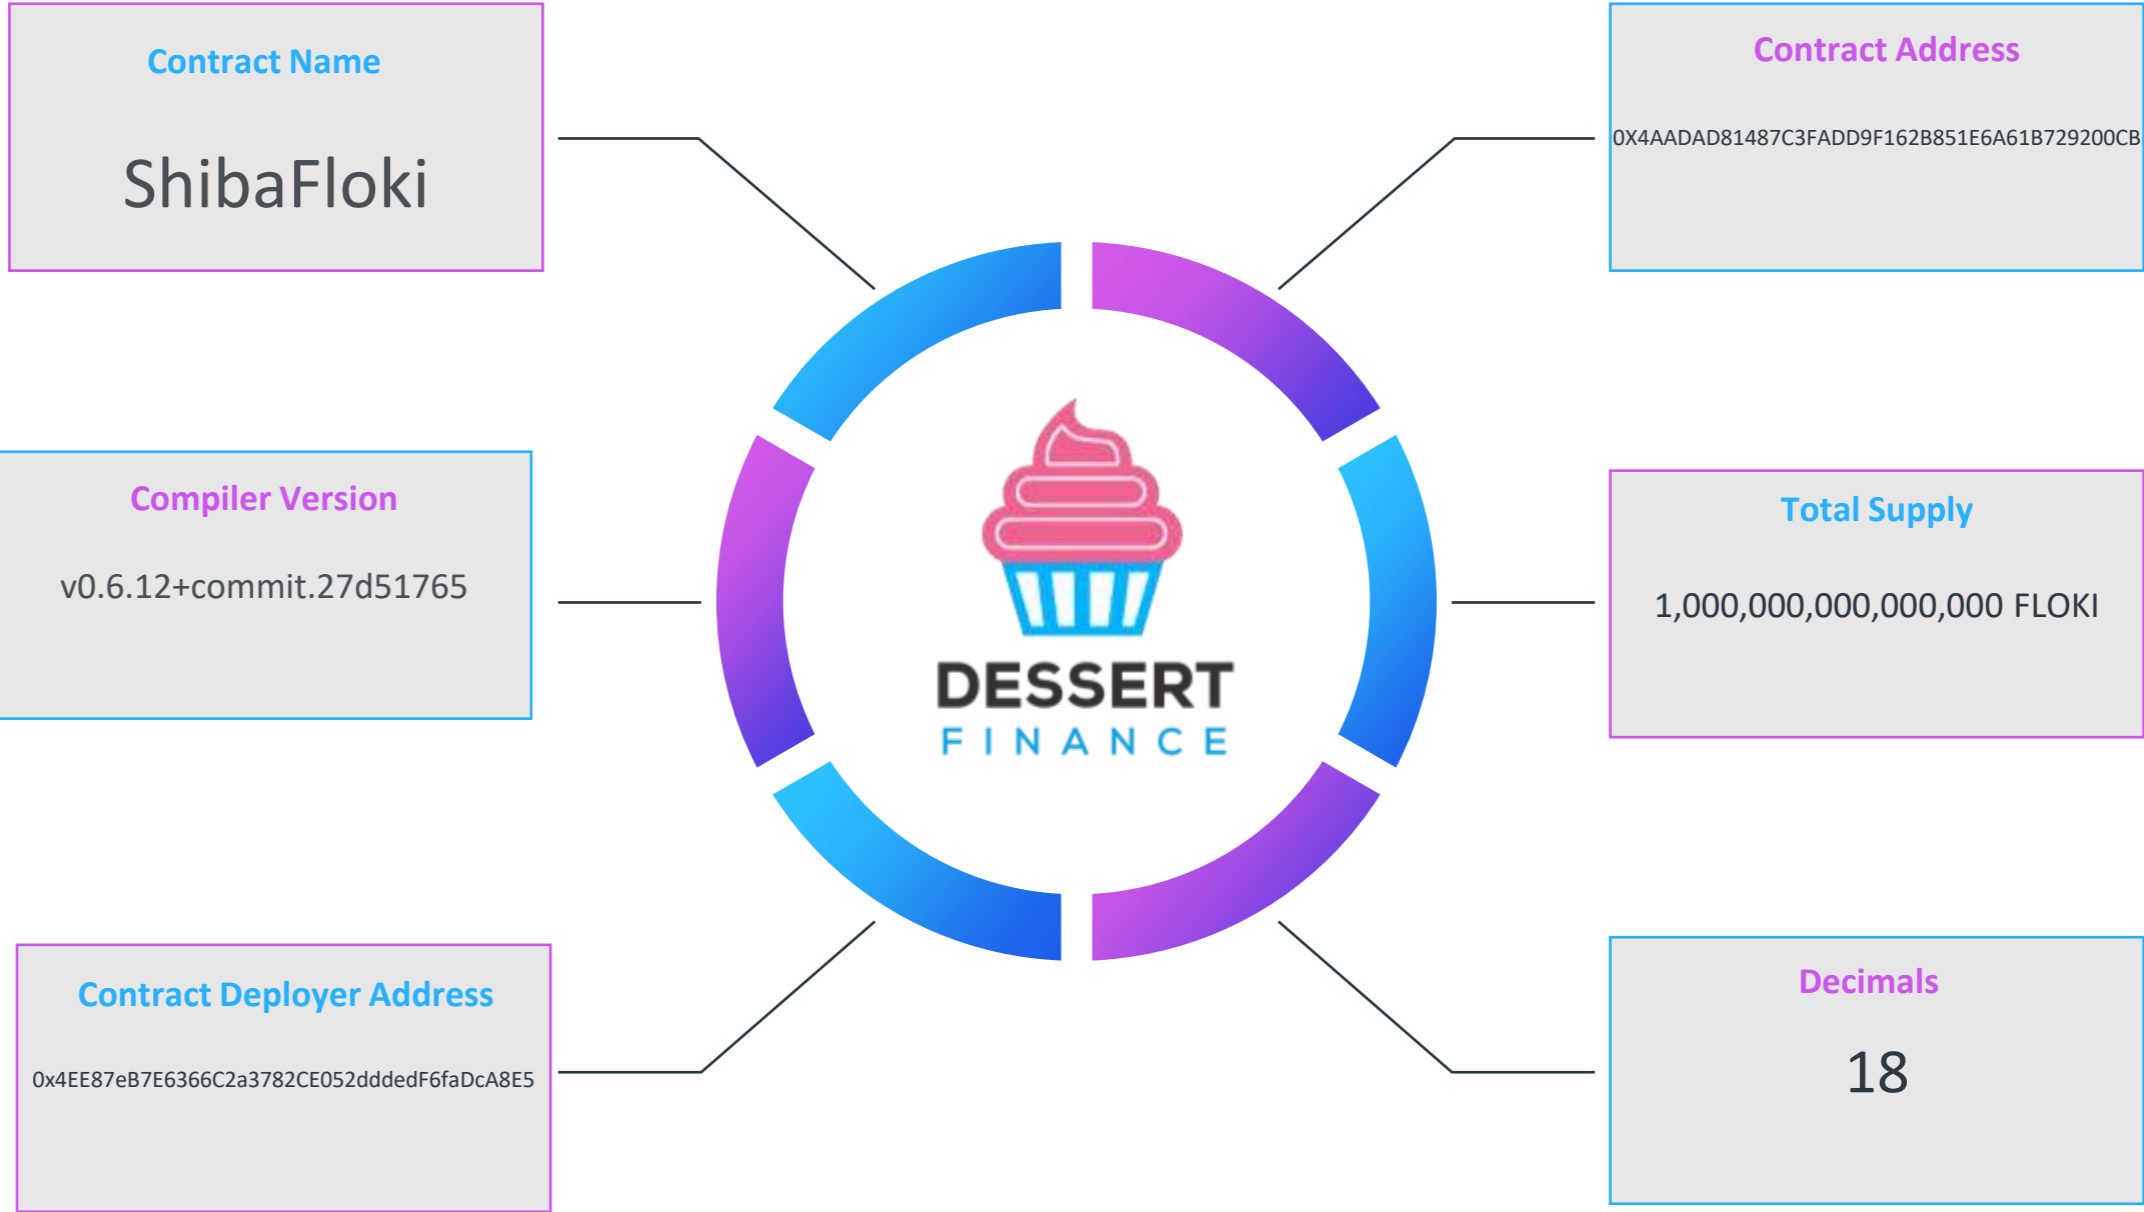 Contract Name
ShibaFloki
Contract Address
0X4AADAD81487C3FADD9F162B851E6A61B729200CB
Compiler Version
v0.6.12+commit.27d51765
DESSERT
FINANCE
Total Supply
1,000,000,000,000,000 FLOKI
Contract Deployer Address
0x4EE87eB7E6366C2a3782CE052dddedF6faDcA8E5
Decimals
18